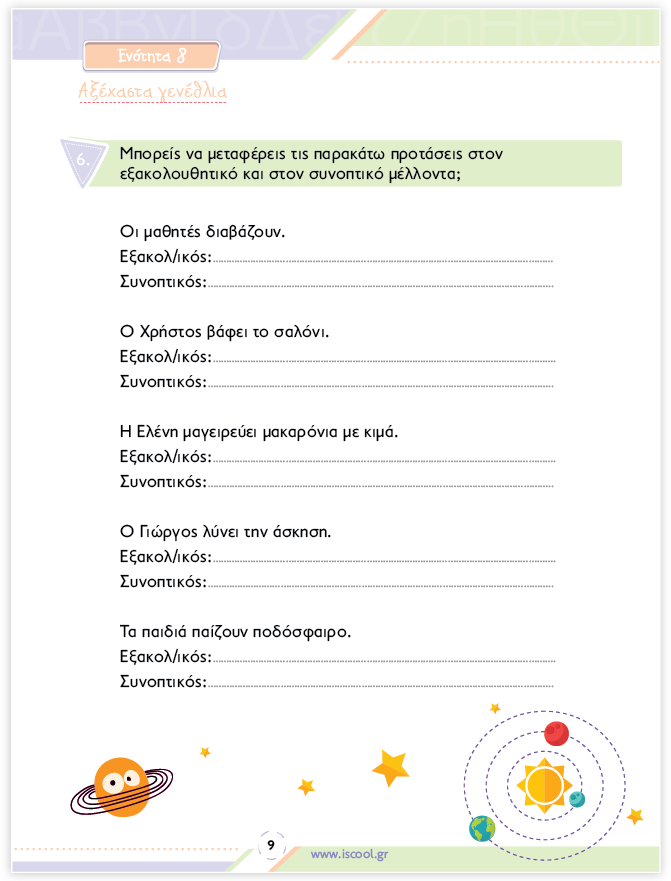 Ενότητα 8
Αξέχαστα γενέθλια
6.
Μπορείς να μεταφέρεις τις παρακάτω προτάσεις στον
εξακολουθητικό και στον συνοπτικό μέλλοντα;
Οι μαθητές διαβάζουν.
Εξακολ/ικός:
Συνοπτικός:
Ο Χρήστος βάφει το σαλόνι.
Εξακολ/ικός:
Συνοπτικός:
Η Ελένη μαγειρεύει μακαρόνια με κιμά.
Εξακολ/ικός:
Συνοπτικός:
Ο Γιώργος λύνει την άσκηση.
Εξακολ/ικός:
Συνοπτικός:
Τα παιδιά παίζουν ποδόσφαιρο.
Εξακολ/ικός:
Συνοπτικός:
9
www.iscool.gr